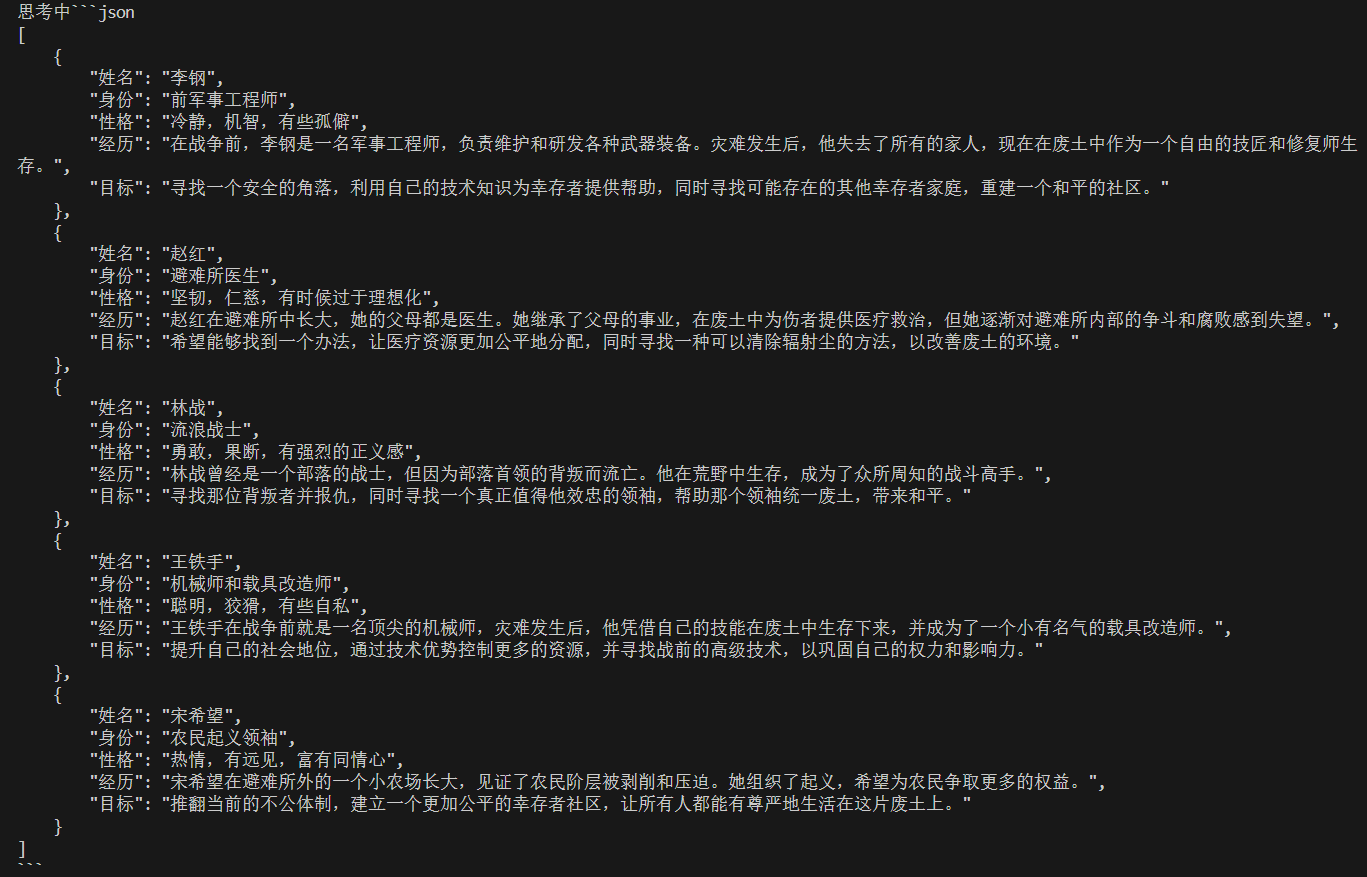 思考中```json
[
    {
        "姓名": "李钢",
        "身份": "前军事工程师",
        "性格": "冷静，机智，有些孤僻",
        "经历": "在战争前，李钢是一名军事工程师，负责维护和研发各种武器装备。灾难发生后，他失去了所有的家人，现在在废土中作为一个自由的技匠和修复师生
存。",
        "目标": "寻找一个安全的角落，利用自己的技术知识为幸存者提供帮助，同时寻找可能存在的其他幸存者家庭，重建一个和平的社区。"
    },
    {
        "姓名": "赵红",
        "身份": "避难所医生",
        "性格": "坚韧，仁慈，有时候过于理想化",
        "经历": "赵红在避难所中长大，她的父母都是医生。她继承了父母的事业，在废土中为伤者提供医疗救治，但她逐渐对避难所内部的争斗和腐败感到失望。",
        "目标": "希望能够找到一个办法，让医疗资源更加公平地分配，同时寻找一种可以清除辐射尘的方法，以改善废土的环境。"
    },
    {
        "姓名": "林战",
        "身份": "流浪战士",
        "性格": "勇敢，果断，有强烈的正义感",
        "经历": "林战曾经是一个部落的战士，但因为部落首领的背叛而流亡。他在荒野中生存，成为了众所周知的战斗高手。",
        "目标": "寻找那位背叛者并报仇，同时寻找一个真正值得他效忠的领袖，帮助那个领袖统一废土，带来和平。"
    },
    {
        "姓名": "王铁手",
        "身份": "机械师和载具改造师",
        "性格": "聪明，狡猾，有些自私",
        "经历": "王铁手在战争前就是一名顶尖的机械师，灾难发生后，他凭借自己的技能在废土中生存下来，并成为了一个小有名气的载具改造师。",
        "目标": "提升自己的社会地位，通过技术优势控制更多的资源，并寻找战前的高级技术，以巩固自己的权力和影响力。"
    },
    {
        "姓名": "宋希望",
        "身份": "农民起义领袖",
        "性格": "热情，有远见，富有同情心",
        "经历": "宋希望在避难所外的一个小农场长大，见证了农民阶层被剥削和压迫。她组织了起义，希望为农民争取更多的权益。",
        "目标": "推翻当前的不公体制，建立一个更加公平的幸存者社区，让所有人都能有尊严地生活在这片废土上。"
    }
]
```